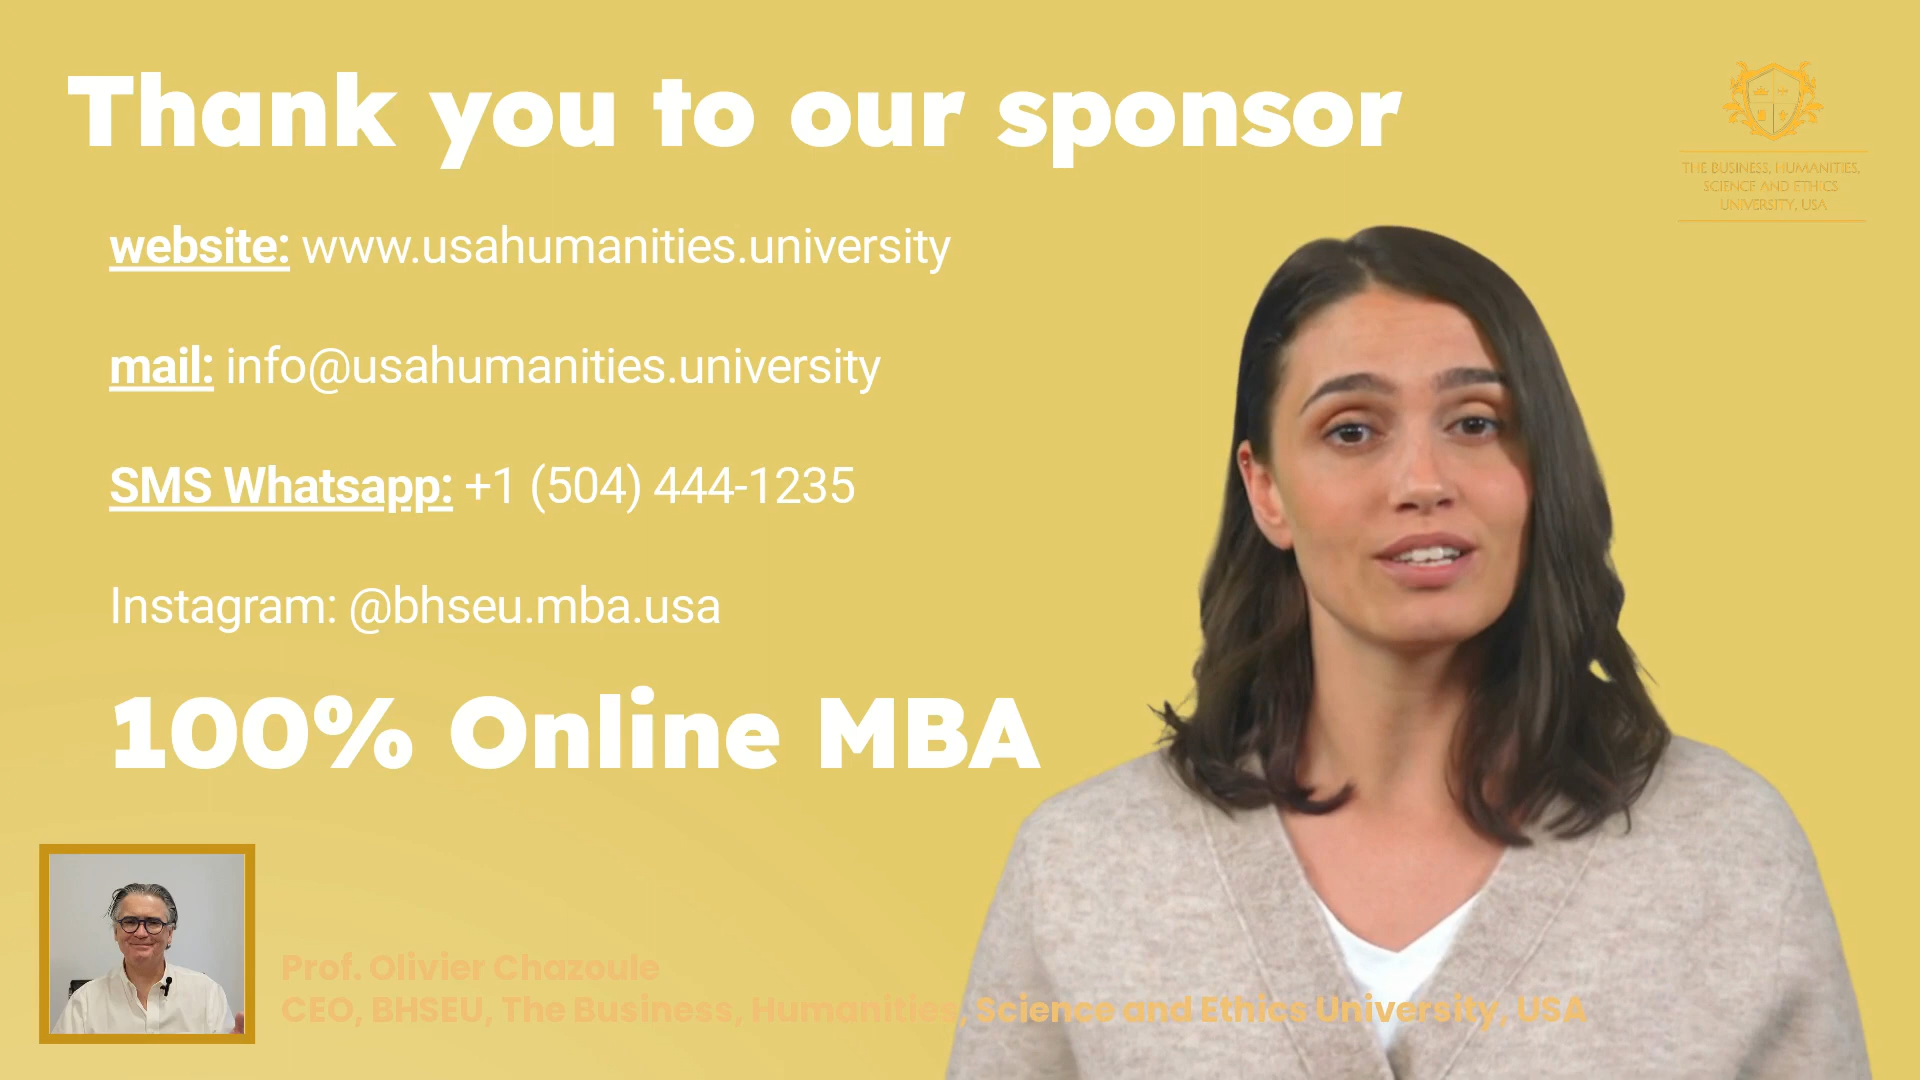 Thank you to our sponsor
THE BUSINESS, HUMANITIES,
SCIENCE AND ETHICS
UNIVERSITY, USA
website: www.usahumanities.university
mail: info@usahumanities.university
SMS Whatsapp: +1 (504) 444-1235
Instagram: @bhseu.mba.usa
100% Online MBA
Prof. Olivier Chazoule
CEO, BHSEU, The Business, Humanities, Science and Ethics University, USA